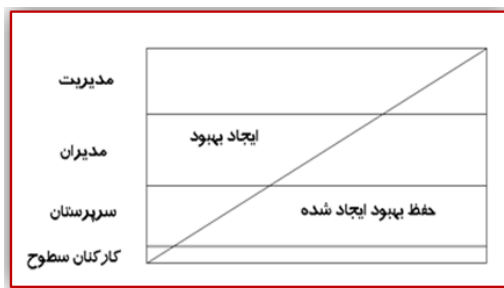 مدیریت
ایجاد بهبود
مدیران
حفظ بهبود ایجاد شده
سرپرستان
کارکنان سطوح